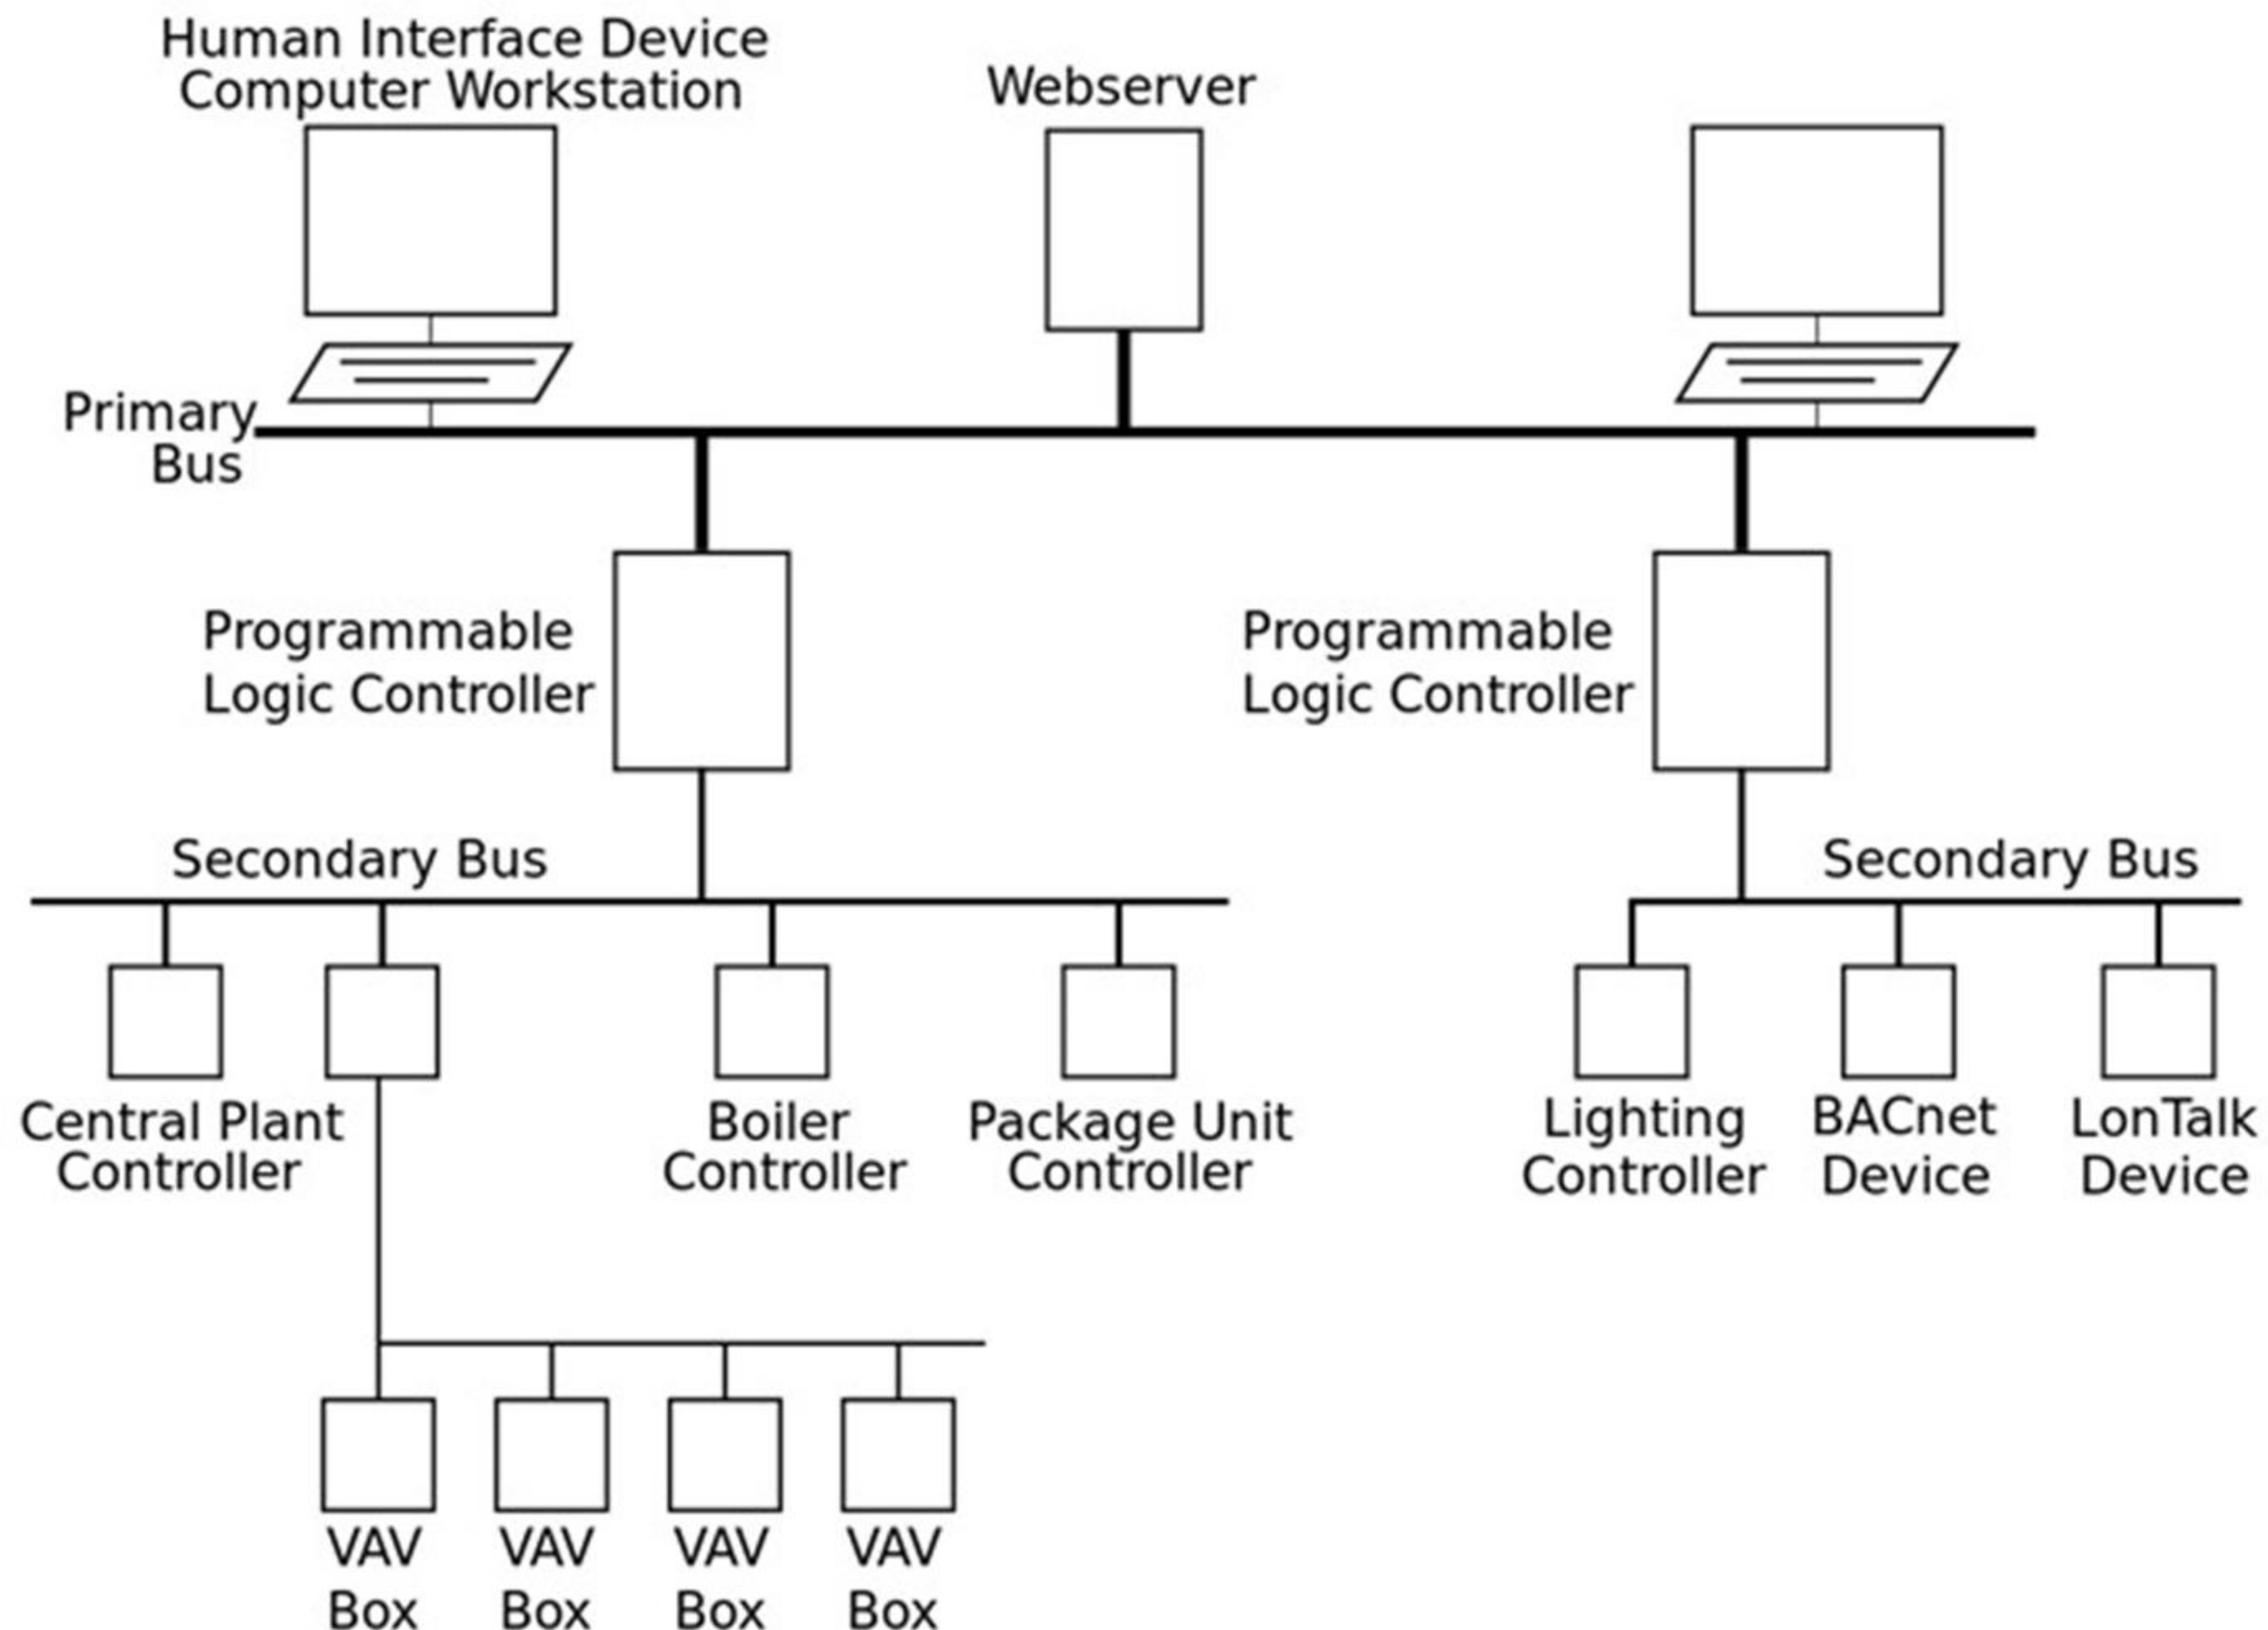 Human Interface Device
Computer Workstation
Webserver
Primary
Bus
Programmable
Logic Controller
Programmable
Logic Controller
Secondary Bus
Secondary Bus
Central Plant
Controller
Boiler
Controller
Package Unit
Controller
Lighting
Controller
BACnet
Device
LonTalk
Device
VAV
Box
VAV
Box
VAV
Box
VAV
Box